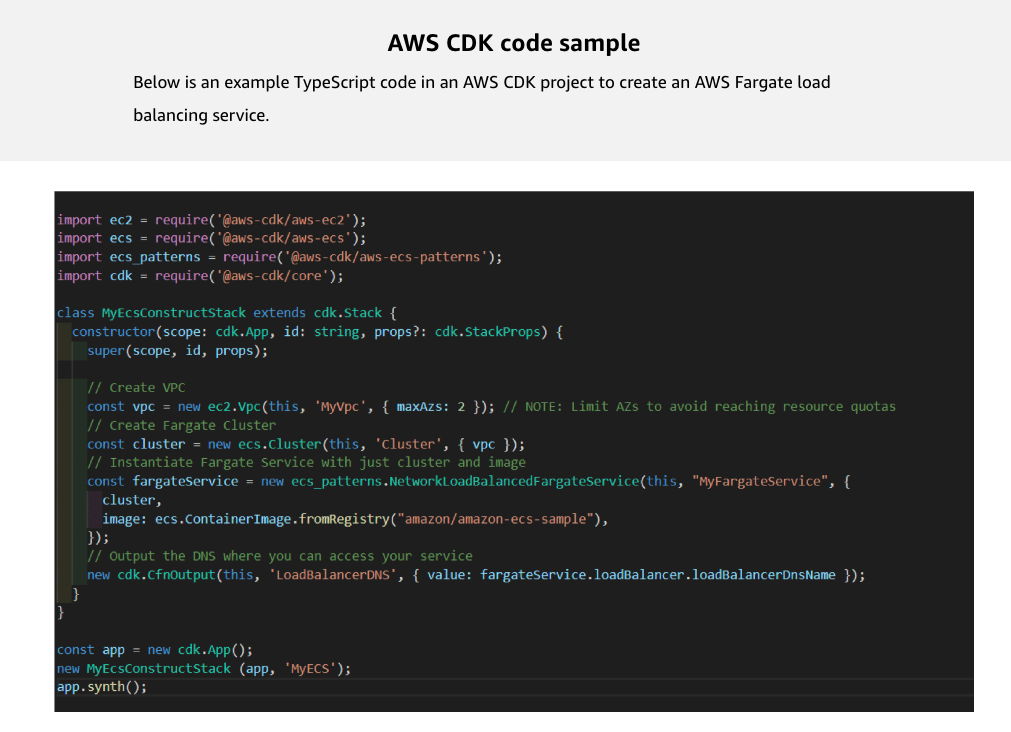 AWS CDK code sample
Below is an example TypeScript code in an AWS CDK project to create an AWS Fargate load
balancing service.
import ec2 = require('@aws-cdk/aws-ec2');
import ecs = require('@aws-cdk/aws-ecs');
import ecs_patterns = require('@aws-cdk/aws-ecs-patterns');
import cdk = require('@aws-cdk/core');
class MyEcsConstructStack extends cdk.Stack {
constructor(scope: cdk.App, id: string, props?: cdk.StackProps) {
super(scope, id, props);
// Create VPC
const vpc = new ec2.Vpc(this, 'MyVpc', { maxAzs: 2 }); // NOTE: Limit AZs to avoid reaching resource quotas
// Create Fargate Cluster
const cluster = new ecs.Cluster(this, 'Cluster', { vpc });
// Instantiate Fargate Service with just cluster and image
const fargateService = new ecs_patterns.NetworkLoadBalancedFargateService(this, "MyFargateService", {
cluster,
image: ecs.ContainerImage.fromRegistry("amazon/amazon-ecs-sample"),
});
// Output the DNS where you can access your service
new cdk.CfnOutput(this, 'LoadBalancerDNS', { value: fargateService.loadBalancer.loadBalancerDnsName });
}
}
const app = new cdk.App();
new MyEcsConstructStack (app, 'MyECS');
app.synth();